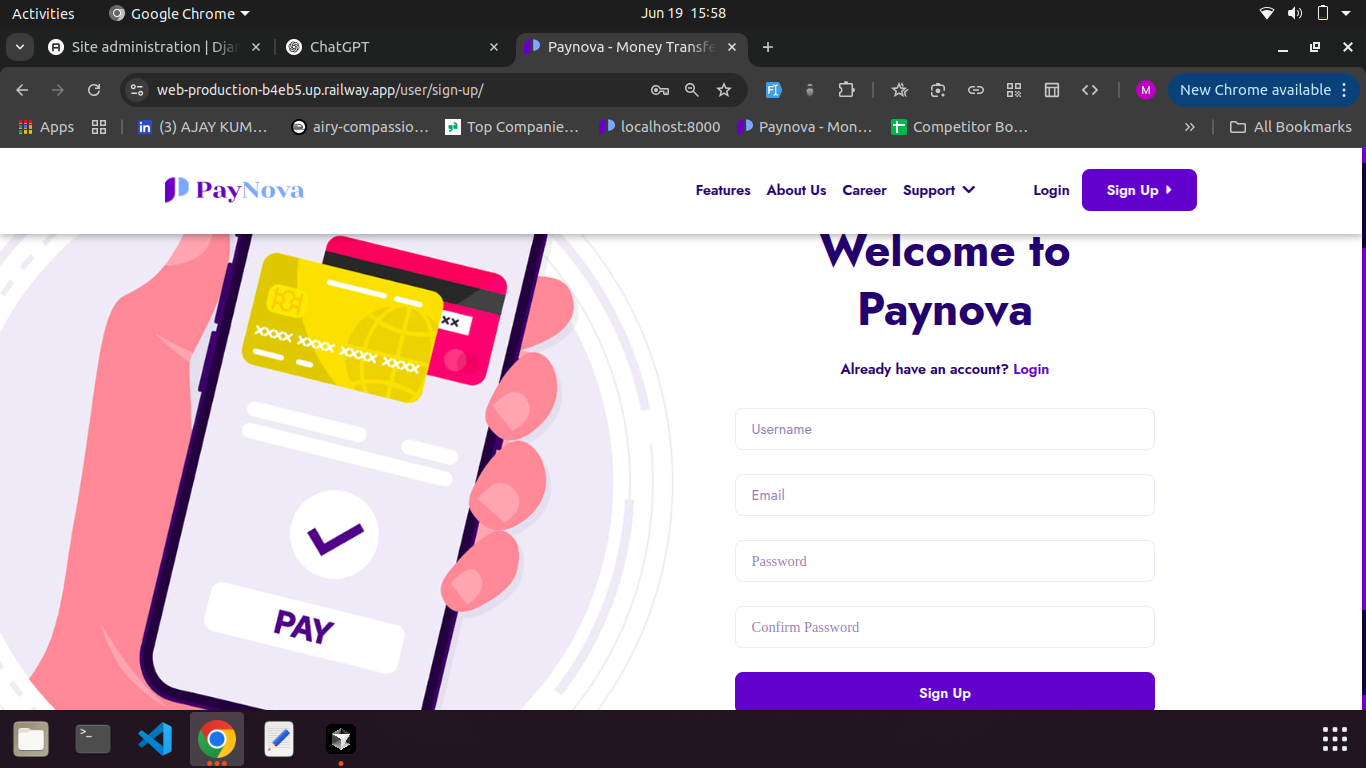 Activities
Google Chrome
Jun 19 15:58
Site administration | Djan
ChatGPT
Paynova - Money Transfe
web-production-b4eb5.up.railway.app/user/sign-up/
M
New Chrome available
Apps
(3) AJAY KUM...
airy-compassio...
Top Companie...
localhost:8000
Paynova - Mon...
Competitor Bo...
All Bookmarks
PayNova
Features
About Us
Career
Support
Login
Sign Up
Welcome to
Paynova
Already have an account? Login
Username
Email
Password
Confirm Password
Sign Up
XX
XXXX XXXX XXXX XXXX
PAY